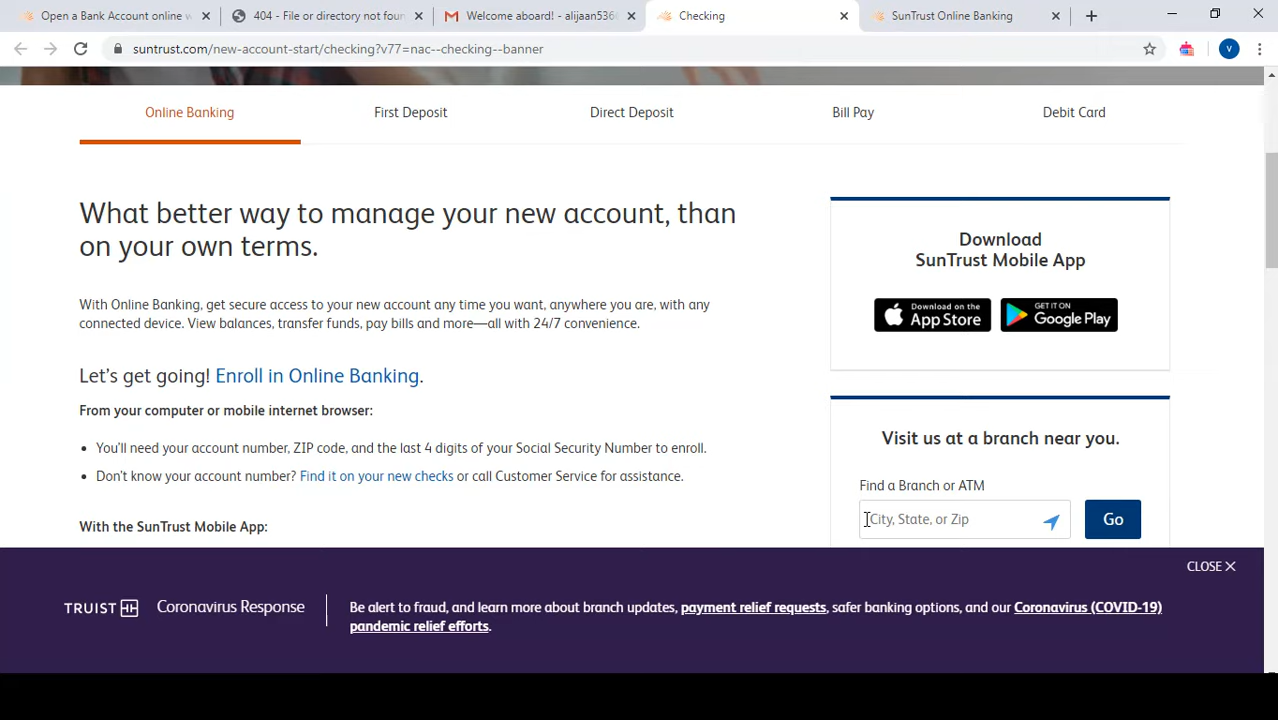 Open a Bank Account online w
404 - File or directory not foun
Welcome aboard! - alijaan536
Checking
SunTrust Online Banking
suntrust.com/new-account-start/checking?v77=nac--checking--banner
V
Online Banking
First Deposit
Direct Deposit
Bill Pay
Debit Card
What better way to manage your new account, than
on your own terms.
With Online Banking, get secure access to your new account any time you want, anywhere you are, with any
connected device. View balances, transfer funds, pay bills and more—all with 24/7 convenience.
Let's get going! Enroll in Online Banking.
From your computer or mobile internet browser:
• You'll need your account number, ZIP code, and the last 4 digits of your Social Security Number to enroll.
• Don't know your account number? Find it on your new checks or call Customer Service for assistance.
With the SunTrust Mobile App:
Download
SunTrust Mobile App
Download on the
App Store
GET IT ON
Google Play
Visit us at a branch near you.
Find a Branch or ATM
City, State, or Zip
Go
CLOSE
TRUIST
Coronavirus Response
Be alert to fraud, and learn more about branch updates, payment relief requests, safer banking options, and our Coronavirus (COVID-19)
pandemic relief efforts.